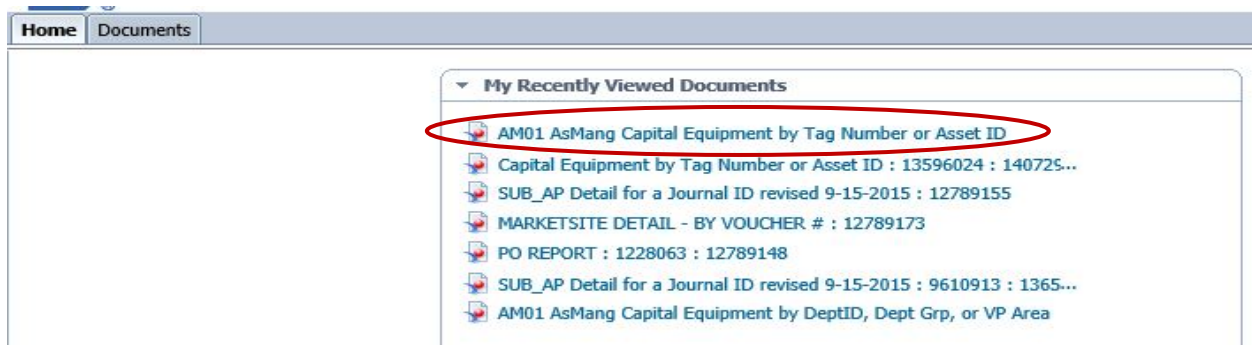 Home Documents
My Recently Viewed Documents
AM01 AsMang Capital Equipment by Tag Number or Asset ID
Capital Equipment by Tag Number or Asset ID : 13596024 : 140729...
SUB_AP Detail for a Journal ID revised 9-15-2015 : 12789155
MARKETSITE DETAIL - BY VOUCHER # : 12789173
PO REPORT : 1228063 : 12789148
SUB_AP Detail for a Journal ID revised 9-15-2015 : 9610913 : 1365...
AM01 AsMang Capital Equipment by DeptID, Dept Grp, or VP Area